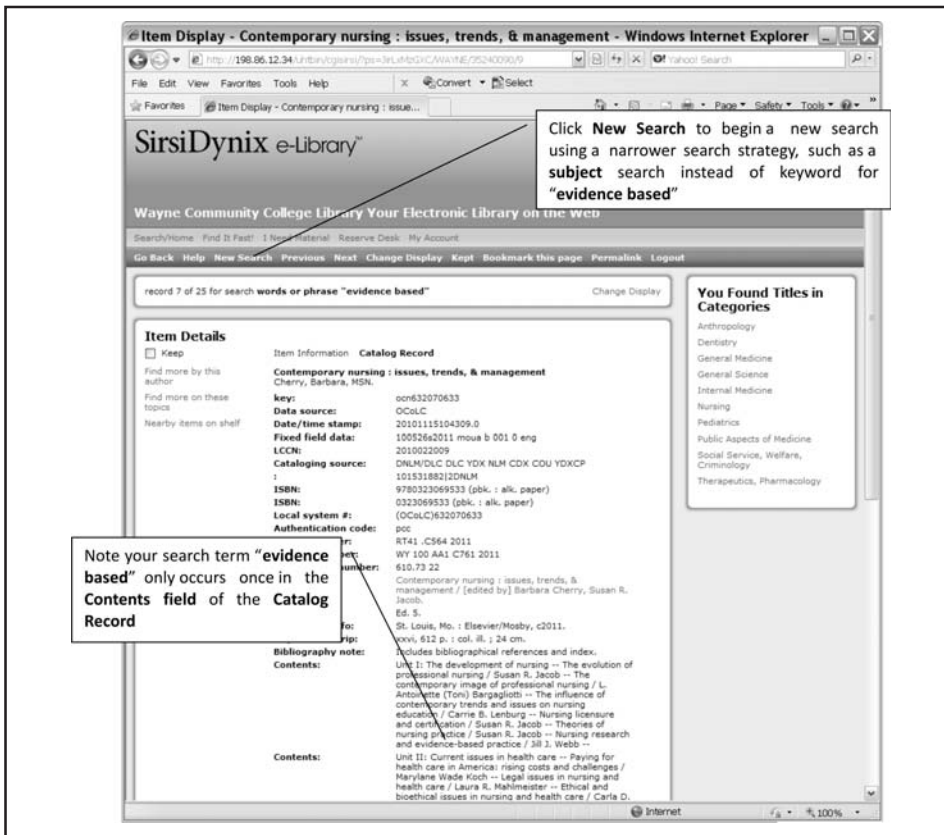 Item Display - Contemporary nursing : issues, trends, & management - Windows Internet Explorer
File Edit View Favorites Tools Help
Convert Select
Yahoo! Search
Favorites
Item Display - Contemporary nursing : issue...
Page Safety Tools
SirsiDynix e-Library™
Click New Search to begin a new search
using a narrower search strategy, such as a
subject search instead of keyword for
“evidence based”
Wayne Community College Library Your Electronic Library on the Web
Search/Home Find It Fast! I Need Material Reserve Desk My Account
Go Back Help New Search Previous Next Change Display Kept Bookmark this page Permalink Logout
record 7 of 25 for search words or phrase "evidence based"
Change Display
You Found Titles in
Categories
Anthropology
Dentistry
General Medicine
General Science
Internal Medicine
Nursing
Pediatrics
Public Aspects of Medicine
Social Service, Welfare,
Criminology
Therapeutics, Pharmacology
Item Details
Keep
Find more by this
author
Find more on these
topics
Nearby items on shelf
Item Information Catalog Record
Contemporary nursing : issues, trends, & management
Cherry, Barbara, MSN.
key: ocn632070633
Data source: OCoLC
Date/time stamp: 20101115104309.0
Fixed field data: 100526s2011 moua b 001 0 eng
LCCN: 2010022009
Cataloging source: DNLM/DLC DLC YDX NLM CDX COU YDXCP
: 101531882|2DNLM
ISBN: 9780323069533 (pbk. : alk. paper)
ISBN: 0323069533 (pbk. : alk. paper)
Local system #: (OCoLC)632070633
Authentication code: pcc
RT41 .C564 2011
WY 100 AA1 C761 2011
number: 610.73 22
Contemporary nursing : issues, trends, &
management / [edited by] Barbara Cherry, Susan R.
Jacob.
Ed. 5.
St. Louis, Mo. : Elsevier/Mosby, c2011.
xxvi, 612 p. : col. ill. ; 24 cm.
Bibliography note: Includes bibliographical references and index.
Contents: Unit I: The development of nursing -- The evolution of
professional nursing / Susan R. Jacob -- The
contemporary image of professional nursing / L.
Antoinette (Toni) Bargagliotti -- The influence of
contemporary trends and issues on nursing
education / Carrie B. Lenburg -- Nursing licensure
and certification / Susan R. Jacob -- Theories of
nursing practice / Susan R. Jacob -- Nursing research
and evidence-based practice / Jill J. Webb --
Contents: Unit II: Current issues in health care -- Paying for
health care in America: rising costs and challenges /
Marylane Wade Koch -- Legal issues in nursing and
health care / Laura R. Mahlmeister -- Ethical and
bioethical issues in nursing and health care / Carla D.
Note your search term “evidence
based” only occurs once in the
Contents field of the Catalog
Record
Internet
100%